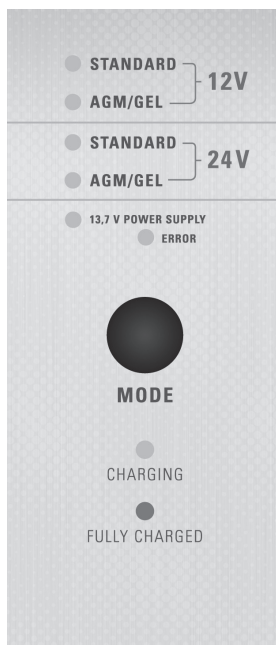 STANDARD
12V
AGM/GEL
STANDARD
24V
AGM/GEL
13,7 V POWER SUPPLY
ERROR
MODE
CHARGING
FULLY CHARGED